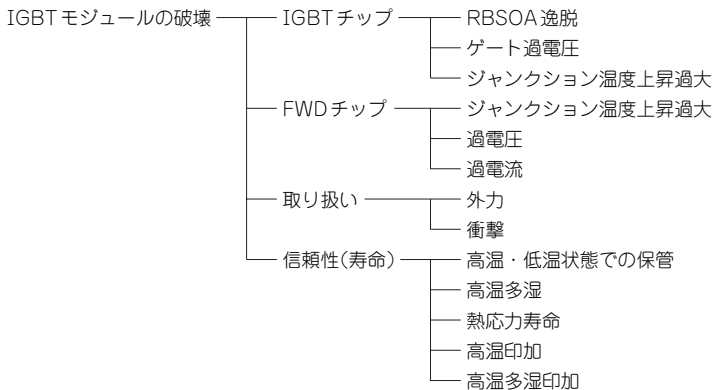 IGBTモジュールの破壊 IGBTチップ RBSOA逸脱
ゲート過電圧
ジャンクション温度上昇過大
FWDチップ ジャンクション温度上昇過大
過電圧
過電流
取り扱い 外力
衝撃
信頼性(寿命) 高温・低温状態での保管
高温多湿
熱応力寿命
高温印加
高温多湿印加